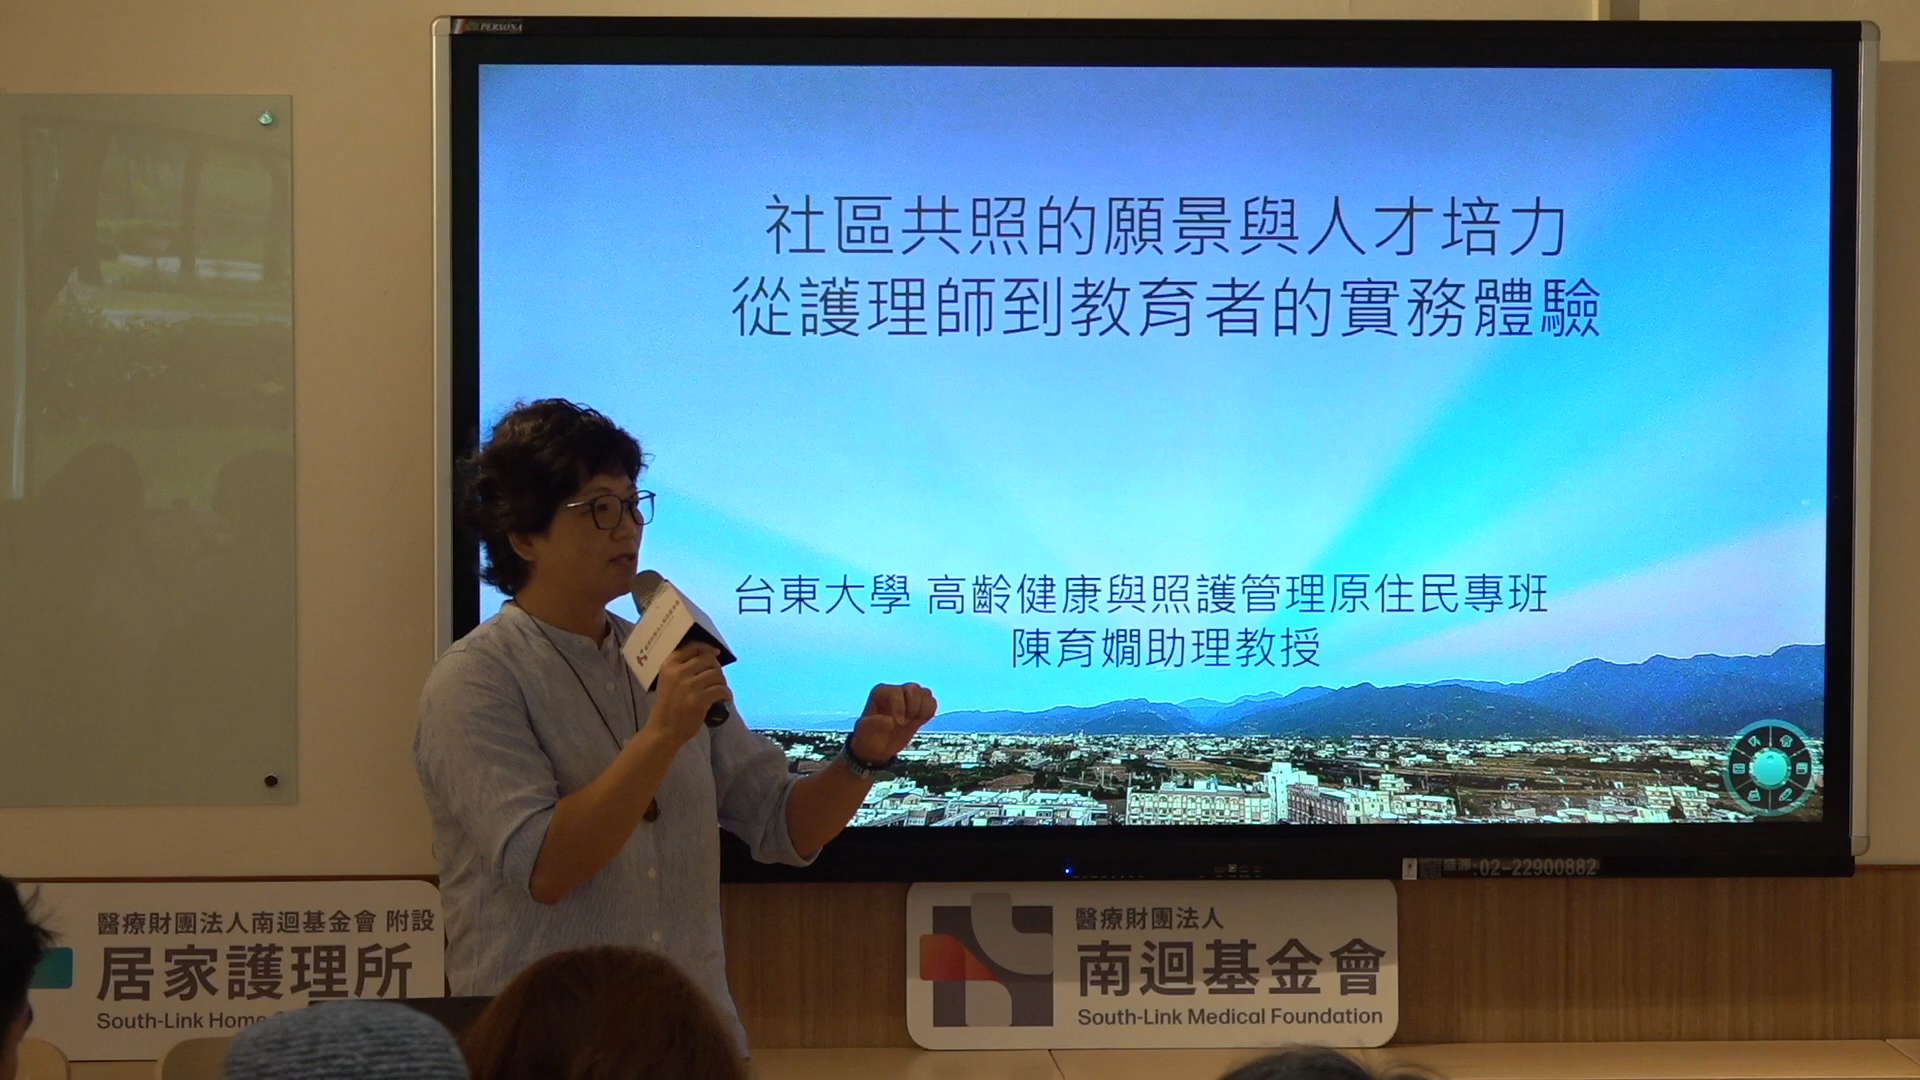 PERSONA
社區共照的願景與人才培力
從護理師到教育者的實務體驗
台東大學 高齡健康與照護管理原住民專班
陳育嫺助理教授
:02-22900882
醫療財團法人南迴基金會 附設
居家護理所
South-Link Home
醫療財團法人
南迴基金會
South-Link Medical Foundation